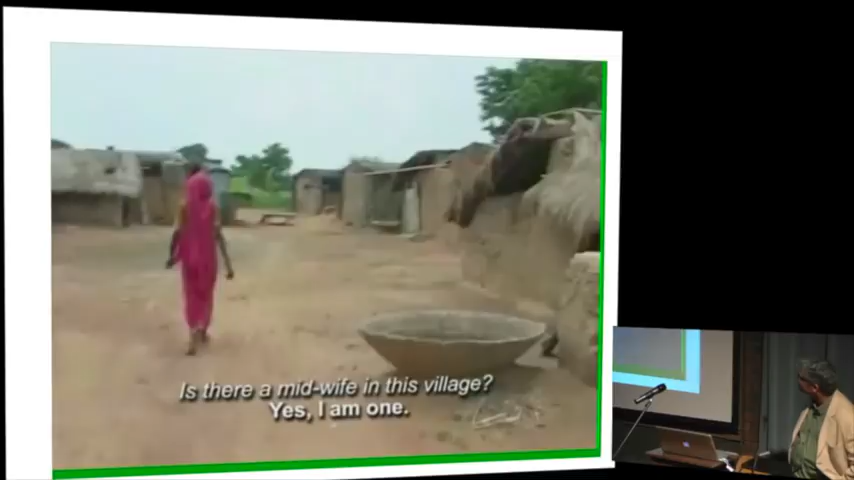 Is there a mid-wife in this village?
Yes, I am one.